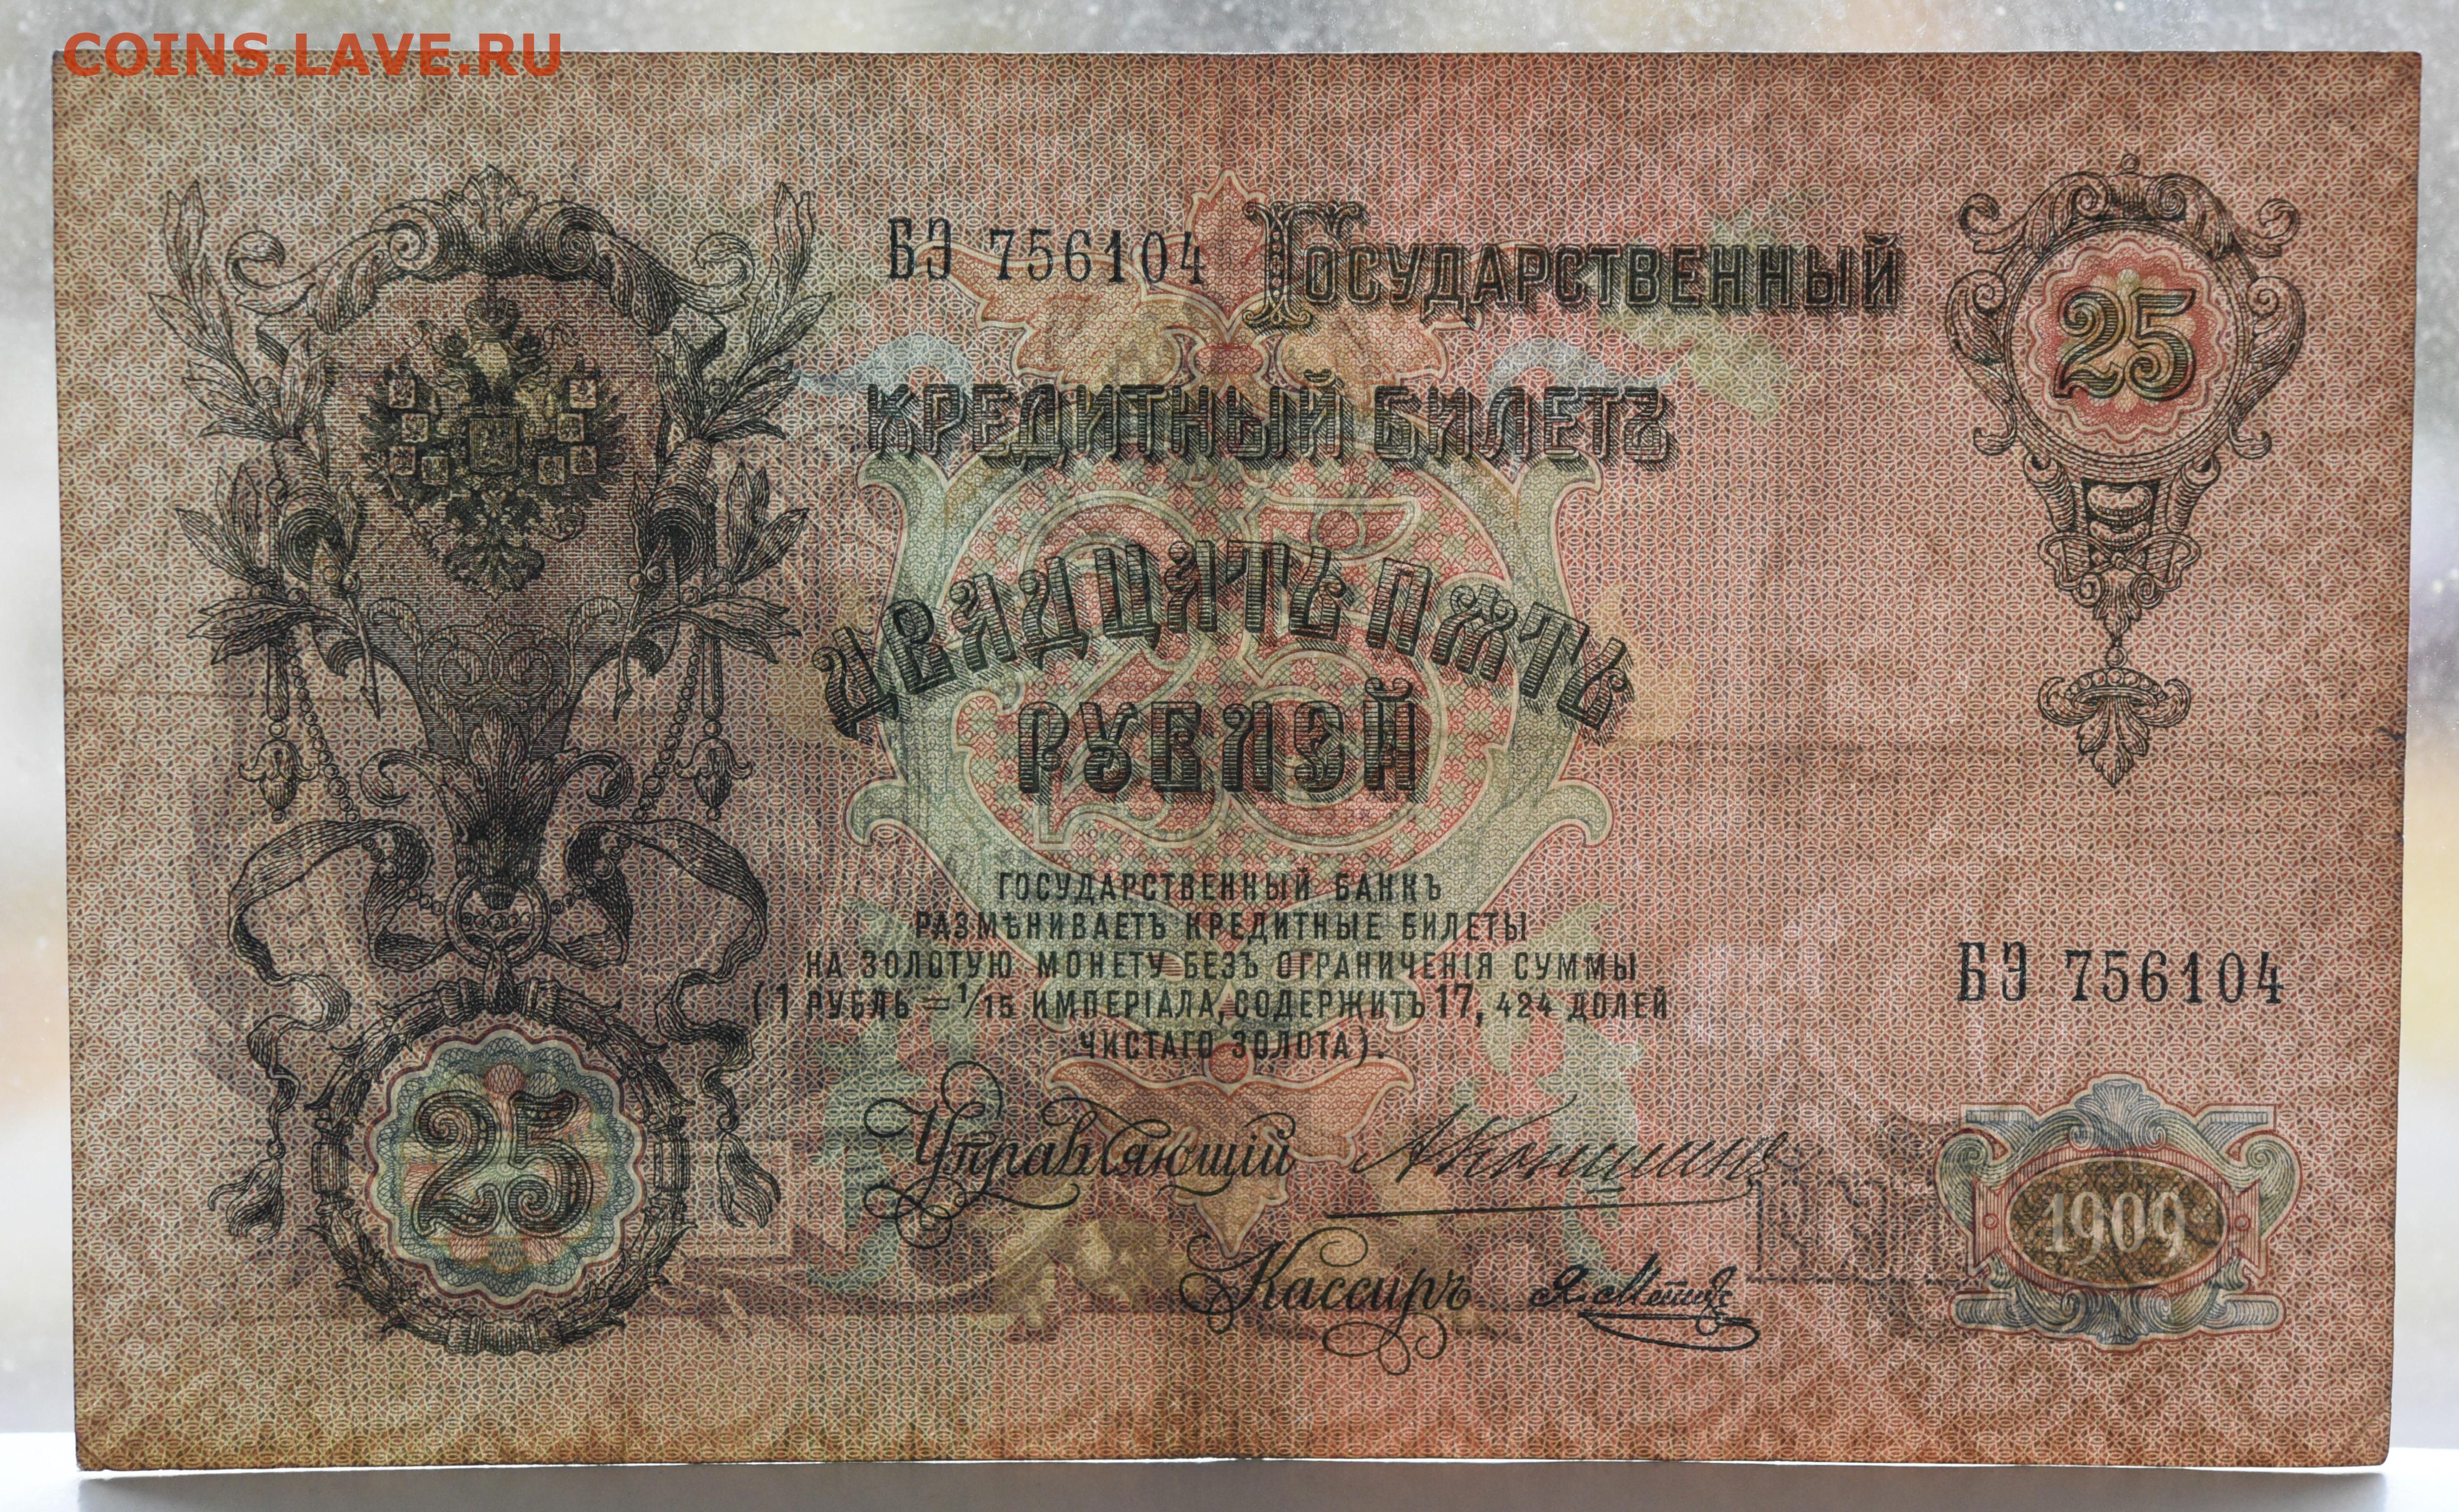 COINS.LAVE.RU
БЭ 756104
ГОСУДАРСТВЕННЫЙ
25
КРЕДИТНЫЙ БИЛЕТЪ
ДВАДЦАТЬ ПЯТЬ
РУБЛЕЙ
25
ГОСУДАРСТВЕННЫЙ БАНКЪ
РАЗМѢНИВАЕТЪ КРЕДИТНЫЕ БИЛЕТЫ
НА ЗОЛОТУЮ МОНЕТУ БЕЗЪ ОГРАНИЧЕНІЯ СУММЫ
(1 РУБЛЬ = 1/15 ИМПЕРІАЛА, СОДЕРЖИТЪ 17, 424 ДОЛЕЙ
ЧИСТАГО ЗОЛОТА).
БЭ 756104
25
Управляющій
Кассиръ
1909